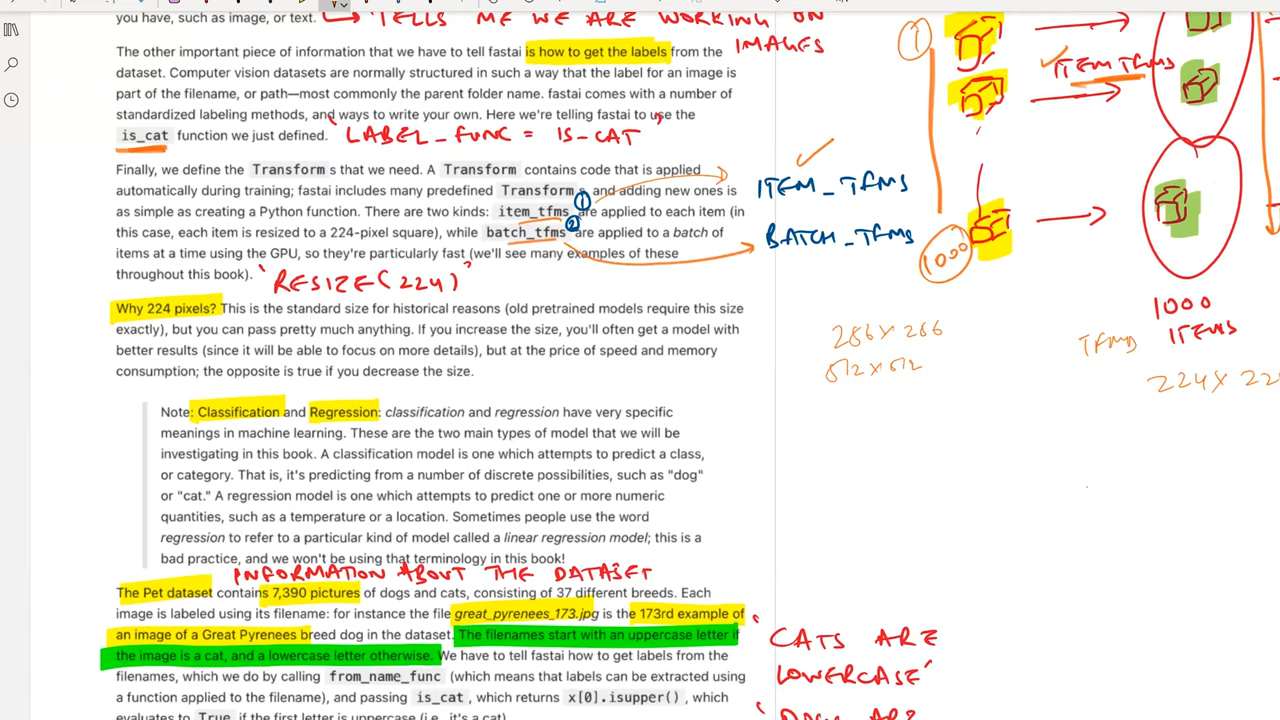 you have, such as image, or text. TELLS ME WE ARE WORKING ON
IMAGES
The other important piece of information that we have to tell fastai is how to get the labels from the
dataset. Computer vision datasets are normally structured in such a way that the label for an image is
part of the filename, or path—most commonly the parent folder name. fastai comes with a number of
standardized labeling methods, and ways to write your own. Here we're telling fastai to use the
is_cat function we just defined. "LABEL_FUNC = IS_CAT"
Finally, we define the Transform s that we need. A Transform contains code that is applied
automatically during training; fastai includes many predefined Transform s, and adding new ones is
as simple as creating a Python function. There are two kinds: item_tfms 1 are applied to each item (in
this case, each item is resized to a 224-pixel square), while batch_tfms 2 are applied to a batch of
items at a time using the GPU, so they're particularly fast (we'll see many examples of these
throughout this book). "RESIZE(224)"
Why 224 pixels? This is the standard size for historical reasons (old pretrained models require this size
exactly), but you can pass pretty much anything. If you increase the size, you'll often get a model with
better results (since it will be able to focus on more details), but at the price of speed and memory
consumption; the opposite is true if you decrease the size.
Note: Classification and Regression: classification and regression have very specific
meanings in machine learning. These are the two main types of model that we will be
investigating in this book. A classification model is one which attempts to predict a class,
or category. That is, it's predicting from a number of discrete possibilities, such as "dog"
or "cat." A regression model is one which attempts to predict one or more numeric
quantities, such as a temperature or a location. Sometimes people use the word
regression to refer to a particular kind of model called a linear regression model; this is a
bad practice, and we won't be using that terminology in this book!
INFORMATION ABOUT THE DATASET
The Pet dataset contains 7,390 pictures of dogs and cats, consisting of 37 different breeds. Each
image is labeled using its filename: for instance the file great_pyrenees_173.jpg is the 173rd example of
an image of a Great Pyrenees breed dog in the dataset. The filenames start with an uppercase letter if
the image is a cat, and a lowercase letter otherwise. We have to tell fastai how to get labels from the
filenames, which we do by calling from_name_func (which means that labels can be extracted using
a function applied to the filename), and passing is_cat , which returns x[0].isupper() , which
evaluates to True if the first letter is uppercase (i.e., it's a cat).
ITEM_TFMS
BATCH_TFMS
1
ITEM TFMS
1000
1000
ITEMS
286 x 286
512 x 512
TFMS
"CATS ARE
LOWERCASE"